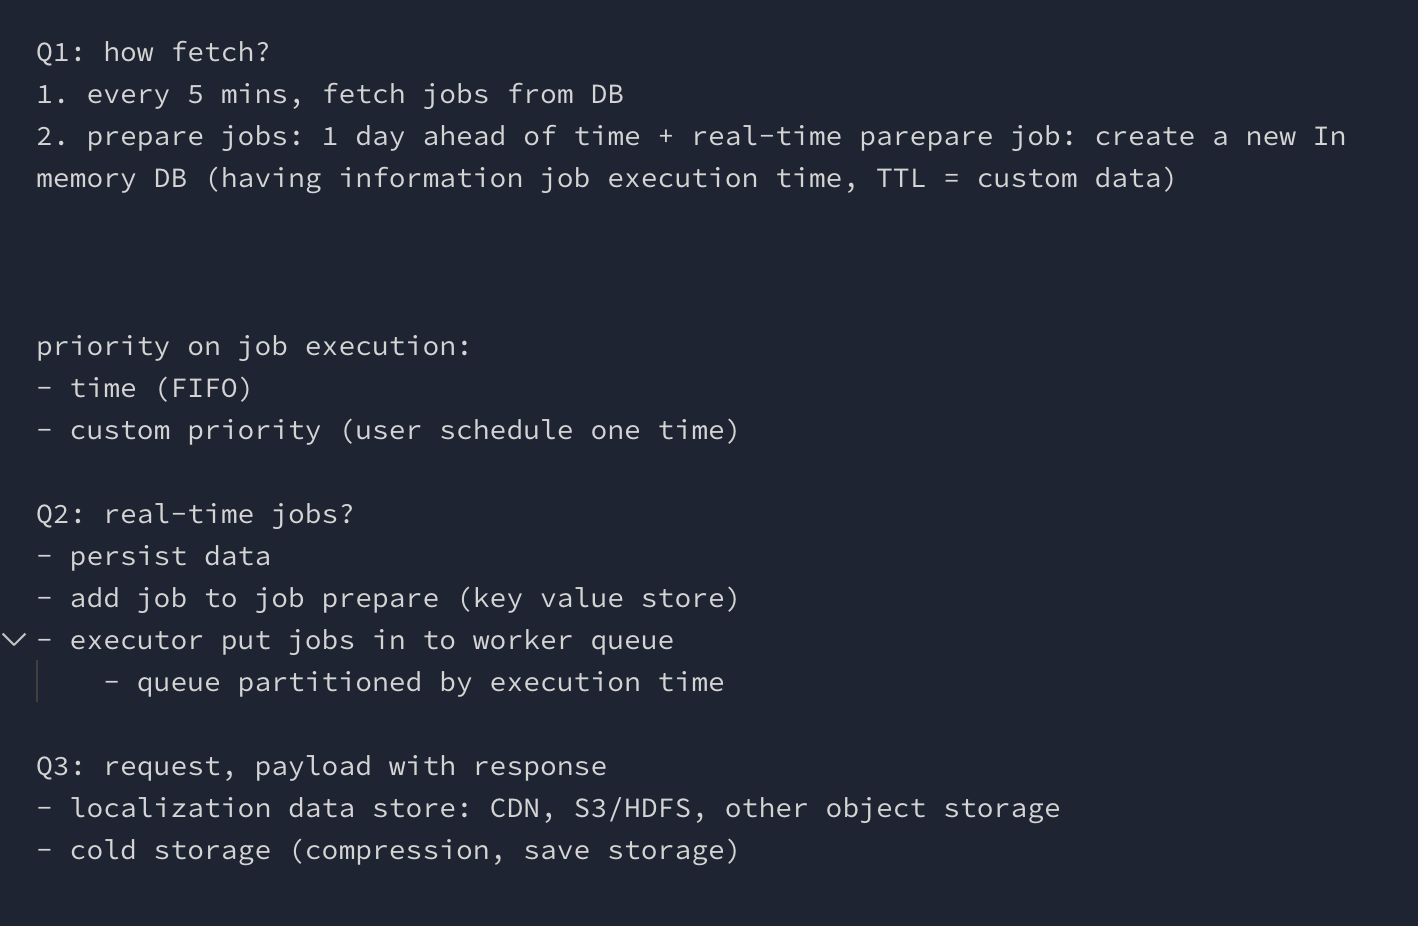 Q1: how fetch?
1. every 5 mins, fetch jobs from DB
2. prepare jobs: 1 day ahead of time + real-time parepare job: create a new In
memory DB (having information job execution time, TTL = custom data)
priority on job execution:
- time (FIFO)
- custom priority (user schedule one time)
Q2: real-time jobs?
- persist data
- add job to job prepare (key value store)
- executor put jobs in to worker queue
- queue partitioned by execution time
Q3: request, payload with response
- localization data store: CDN, S3/HDFS, other object storage
- cold storage (compression, save storage)